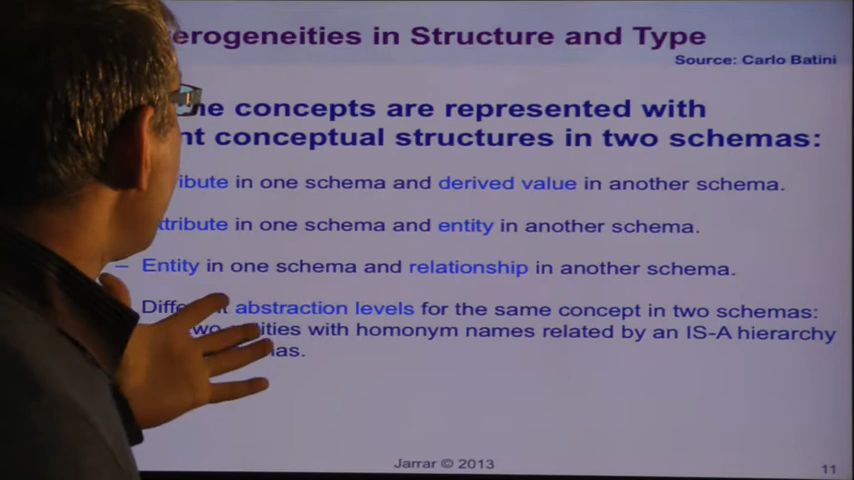 erogeneities in Structure and Type
Source: Carlo Batini
ne concepts are represented with
nt conceptual structures in two schemas:
ribute in one schema and derived value in another schema.
ttribute in one schema and entity in another schema.
– Entity in one schema and relationship in another schema.
Different abstraction levels for the same concept in two schemas:
two entities with homonym names related by an IS-A hierarchy
as.
Jarrar © 2013
11